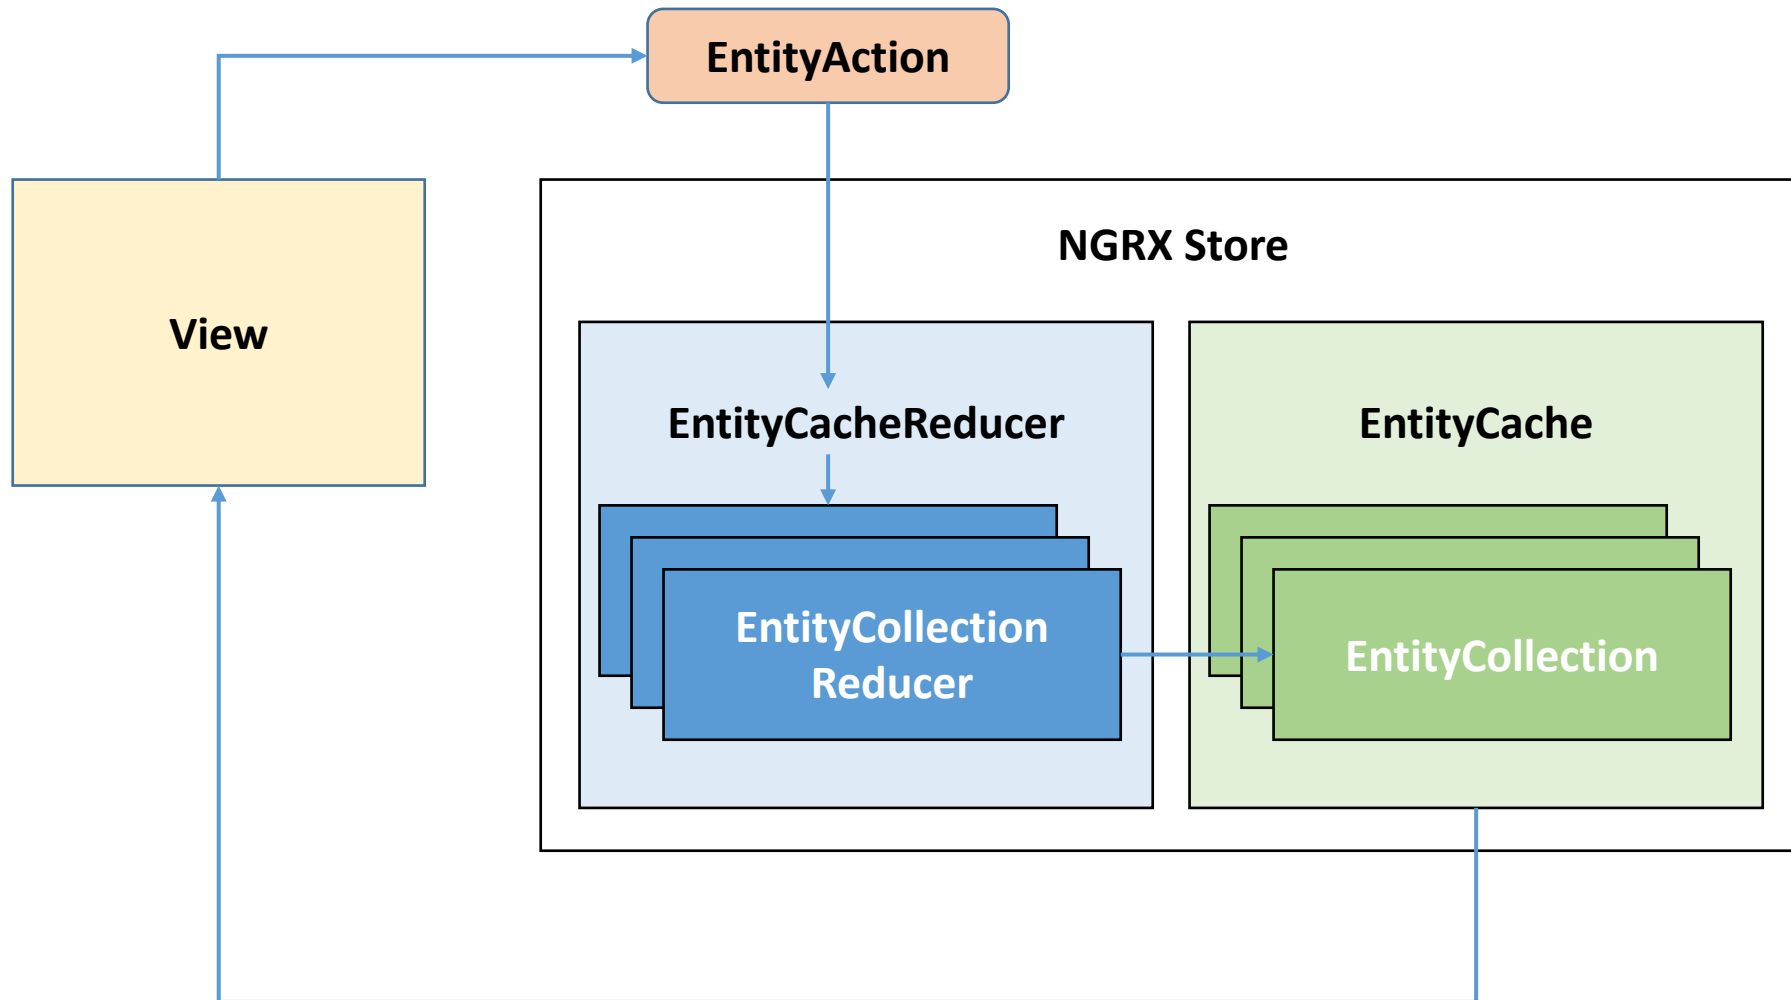 EntityAction
NGRX Store
View
EntityCacheReducer
EntityCache
EntityCollection
Reducer
EntityCollection